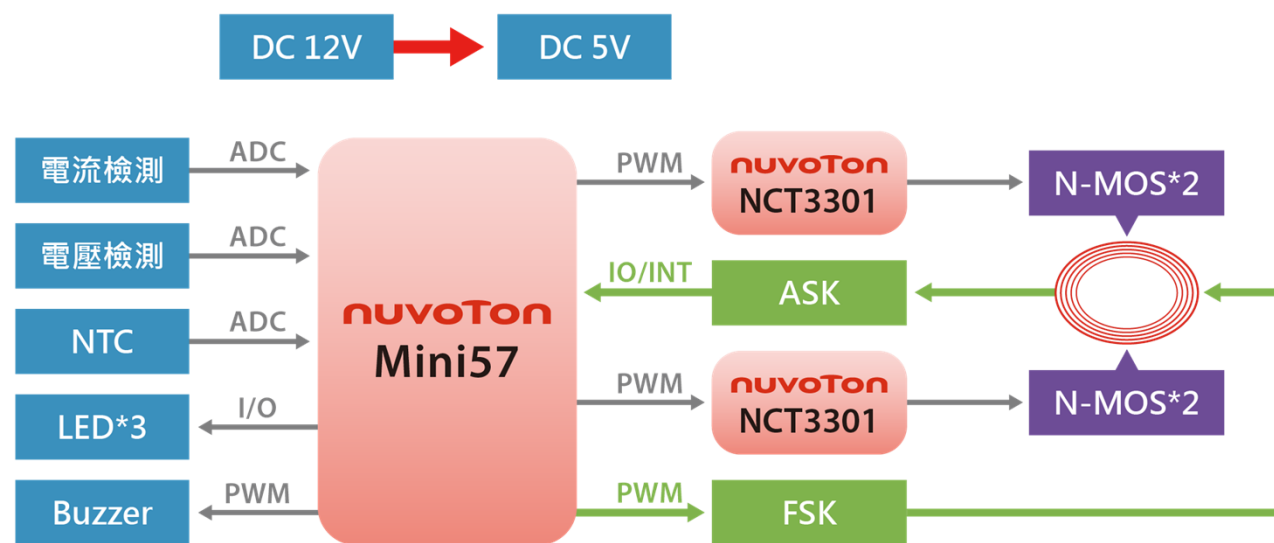 DC 12V
DC 5V
電流檢測
ADC
電壓檢測
ADC
NTC
ADC
LED*3
I/O
Buzzer
PWM
nuvoTon
Mini57
PWM
nuvoTon
NCT3301
N-MOS*2
IO/INT
ASK
PWM
nuvoTon
NCT3301
N-MOS*2
PWM
FSK